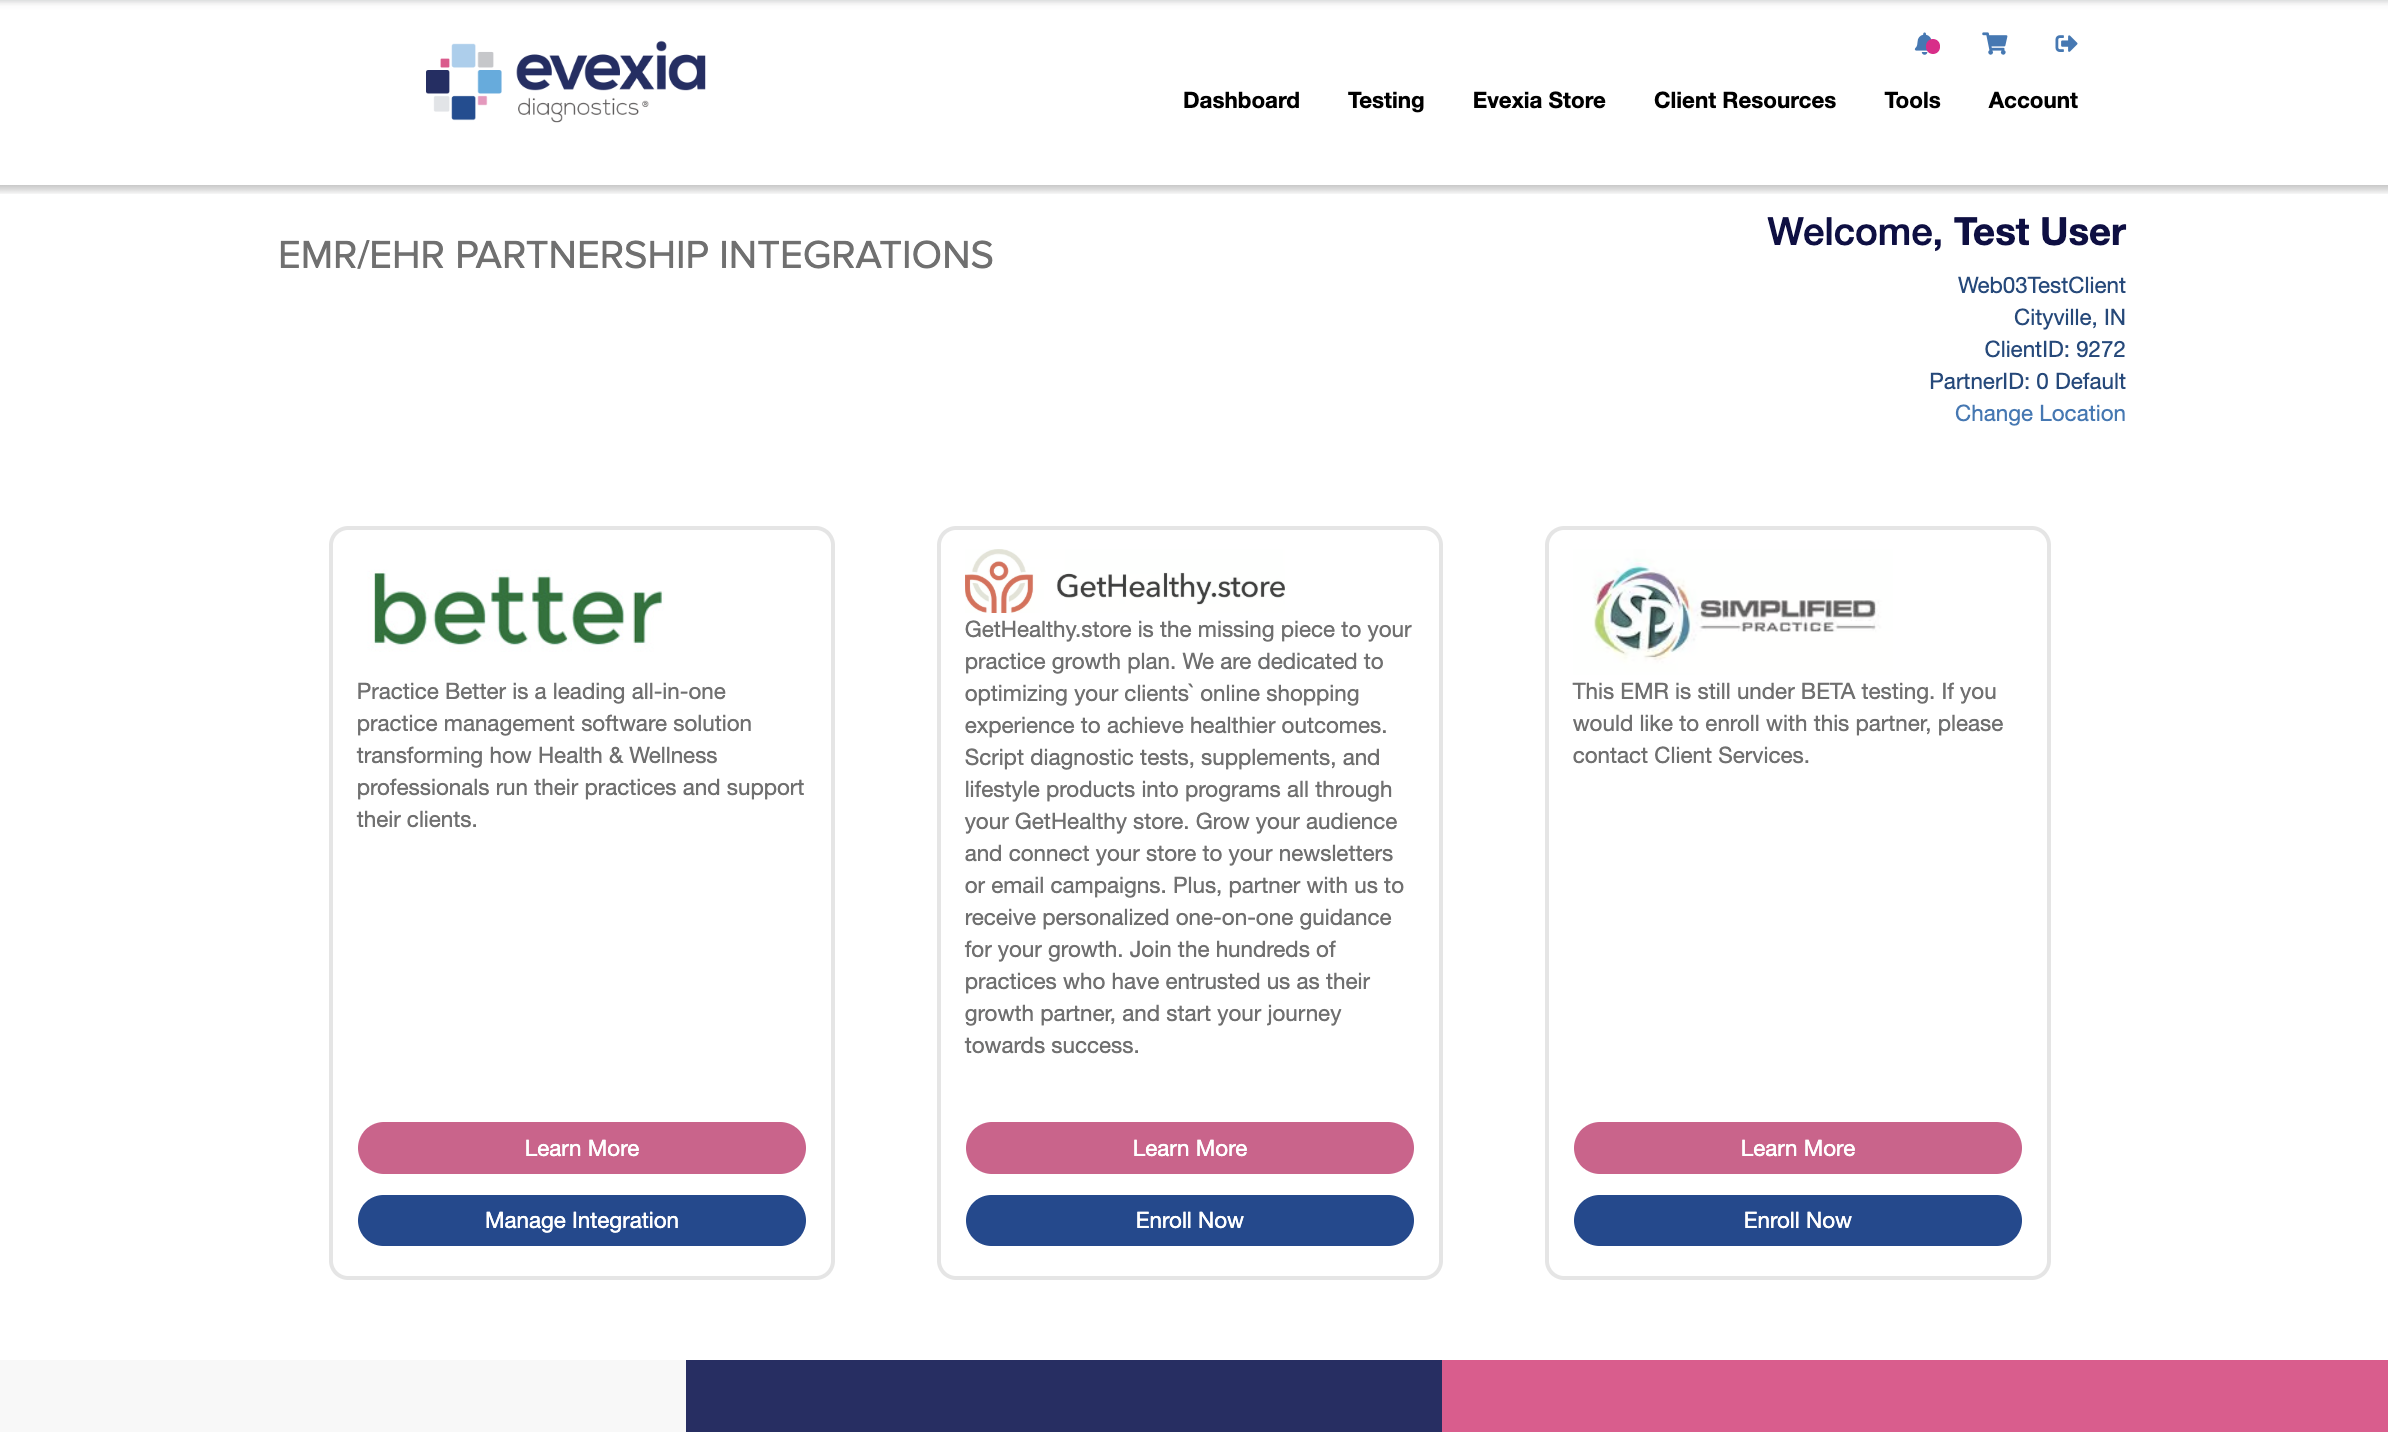 evexia
diagnostics®
Dashboard
Testing
Evexia Store
Client Resources
Tools
Account
EMR/EHR PARTNERSHIP INTEGRATIONS
Welcome, Test User
Web03TestClient
Cityville, IN
ClientID: 9272
PartnerID: 0 Default
Change Location
better
Practice Better is a leading all-in-one
practice management software solution
transforming how Health & Wellness
professionals run their practices and support
their clients.
Learn More
Manage Integration
GetHealthy.store
GetHealthy.store is the missing piece to your
practice growth plan. We are dedicated to
optimizing your clients` online shopping
experience to achieve healthier outcomes.
Script diagnostic tests, supplements, and
lifestyle products into programs all through
your GetHealthy store. Grow your audience
and connect your store to your newsletters
or email campaigns. Plus, partner with us to
receive personalized one-on-one guidance
for your growth. Join the hundreds of
practices who have entrusted us as their
growth partner, and start your journey
towards success.
Learn More
Enroll Now
SP
SIMPLIFIED
PRACTICE
This EMR is still under BETA testing. If you
would like to enroll with this partner, please
contact Client Services.
Learn More
Enroll Now